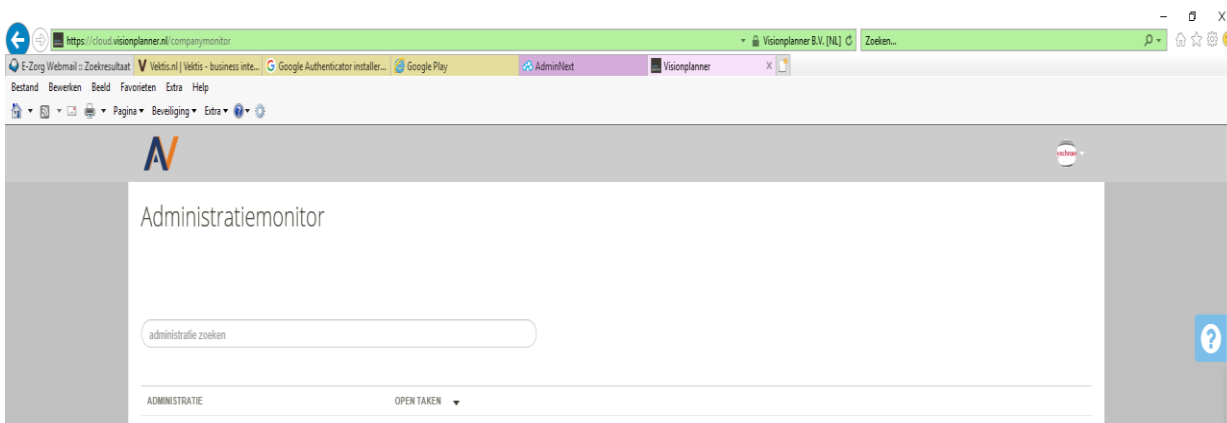 https://cloud.visionplanner.nl/companymonitor
Visionplanner B.V. [NL]
Zoeken...
E-Zorg Webmail :: Zoekresultaat
Vektis.nl | Vektis - business inte...
Google Authenticator installer...
Google Play
AdminNext
Visionplanner
Bestand Bewerken Beeld Favorieten Extra Help
Pagina Beveiliging Extra
Administratiemonitor
administratie zoeken
ADMINISTRATIE OPEN TAKEN